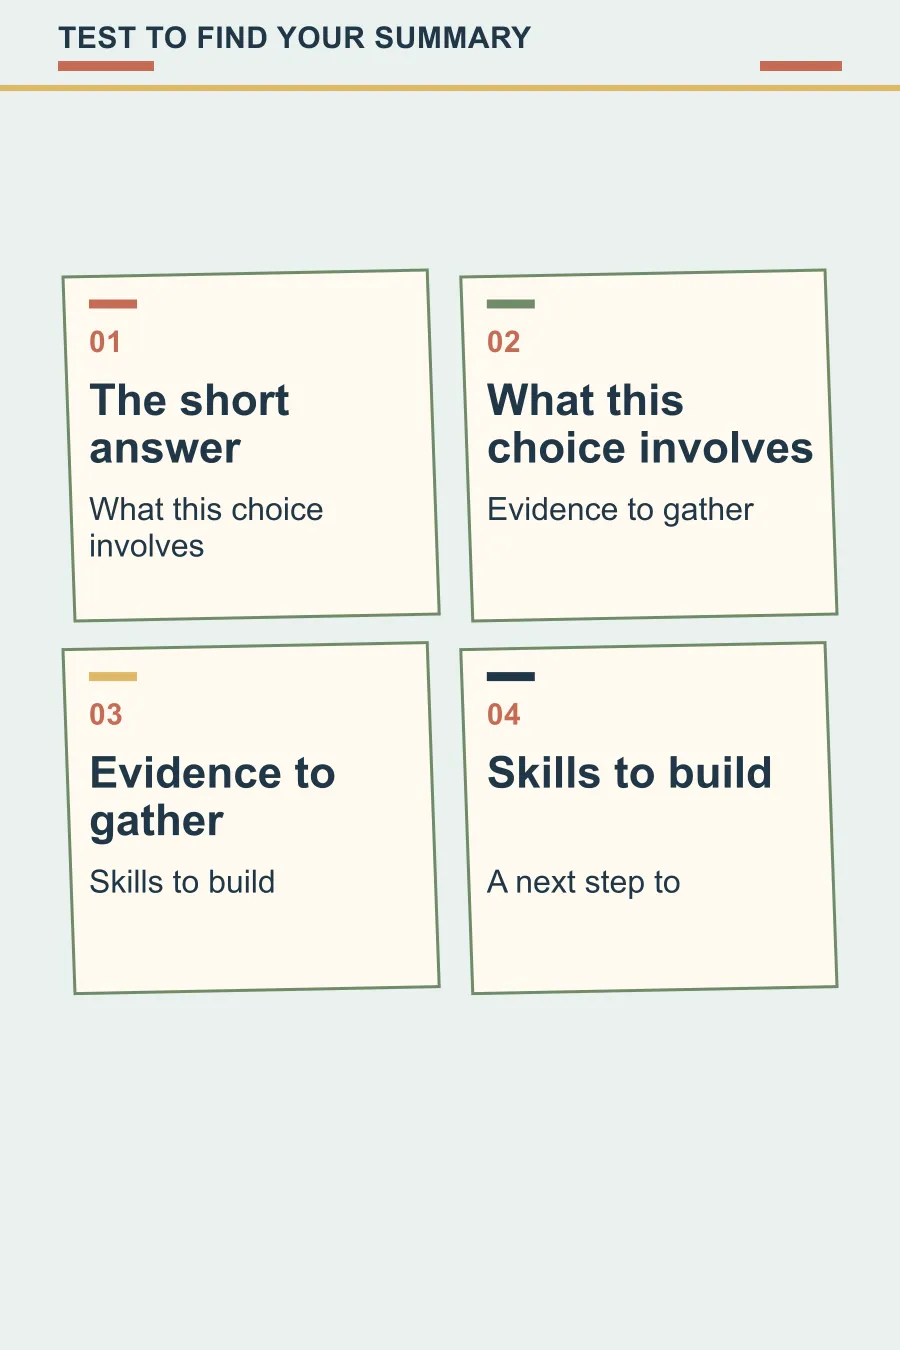 TEST TO FIND YOUR SUMMARY
01
The short
answer
What this choice
involves
02
What this
choice involves
Evidence to gather
03
Evidence to
gather
Skills to build
04
Skills to build
A next step to